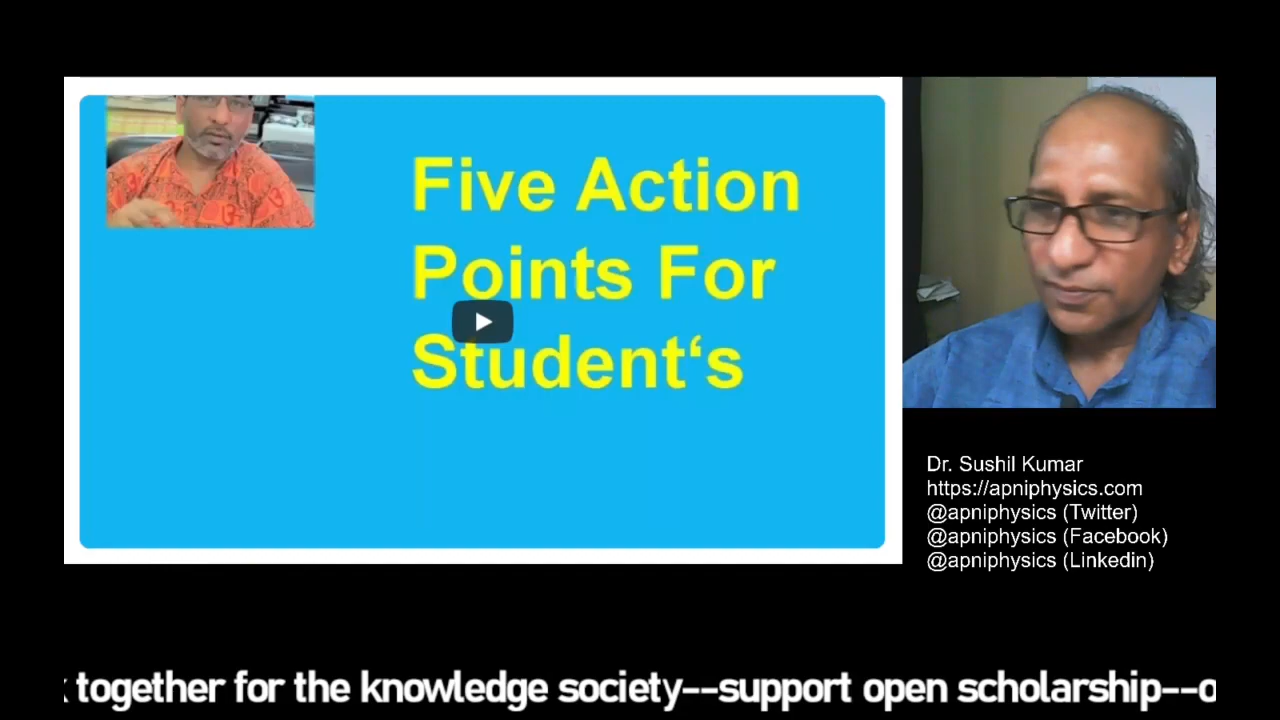 Five Action
Points For
Student‘s
Dr. Sushil Kumar
https://apniphysics.com
@apniphysics (Twitter)
@apniphysics (Facebook)
@apniphysics (Linkedin)
together for the knowledge society--support open scholarship--